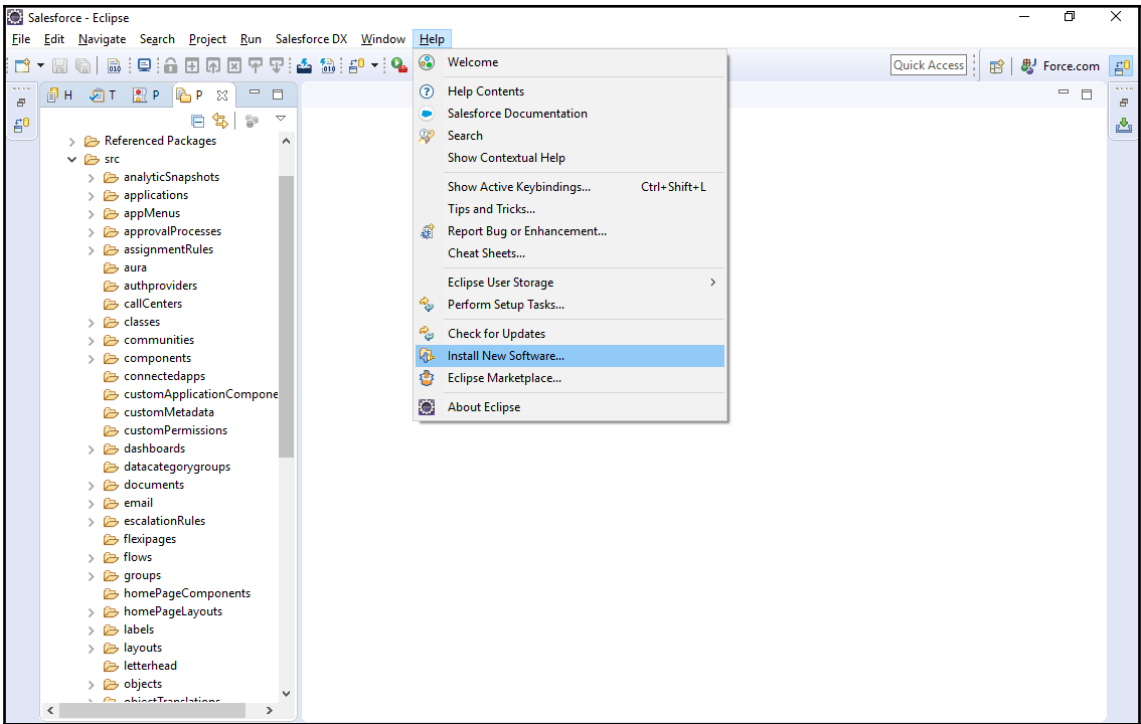 Salesforce - Eclipse
File Edit Navigate Search Project Run Salesforce DX Window Help
Quick Access Force.com
H T P P
Referenced Packages
src
analyticSnapshots
applications
appMenus
approvalProcesses
assignmentRules
aura
authproviders
callCenters
classes
communities
components
connectedapps
customApplicationCompone
customMetadata
customPermissions
dashboards
datacategorygroups
documents
email
escalationRules
flexipages
flows
groups
homePageComponents
homePageLayouts
labels
layouts
letterhead
objects
objectTranslations
Welcome
Help Contents
Salesforce Documentation
Search
Show Contextual Help
Show Active Keybindings... Ctrl+Shift+L
Tips and Tricks...
Report Bug or Enhancement...
Cheat Sheets...
Eclipse User Storage
Perform Setup Tasks...
Check for Updates
Install New Software...
Eclipse Marketplace...
About Eclipse